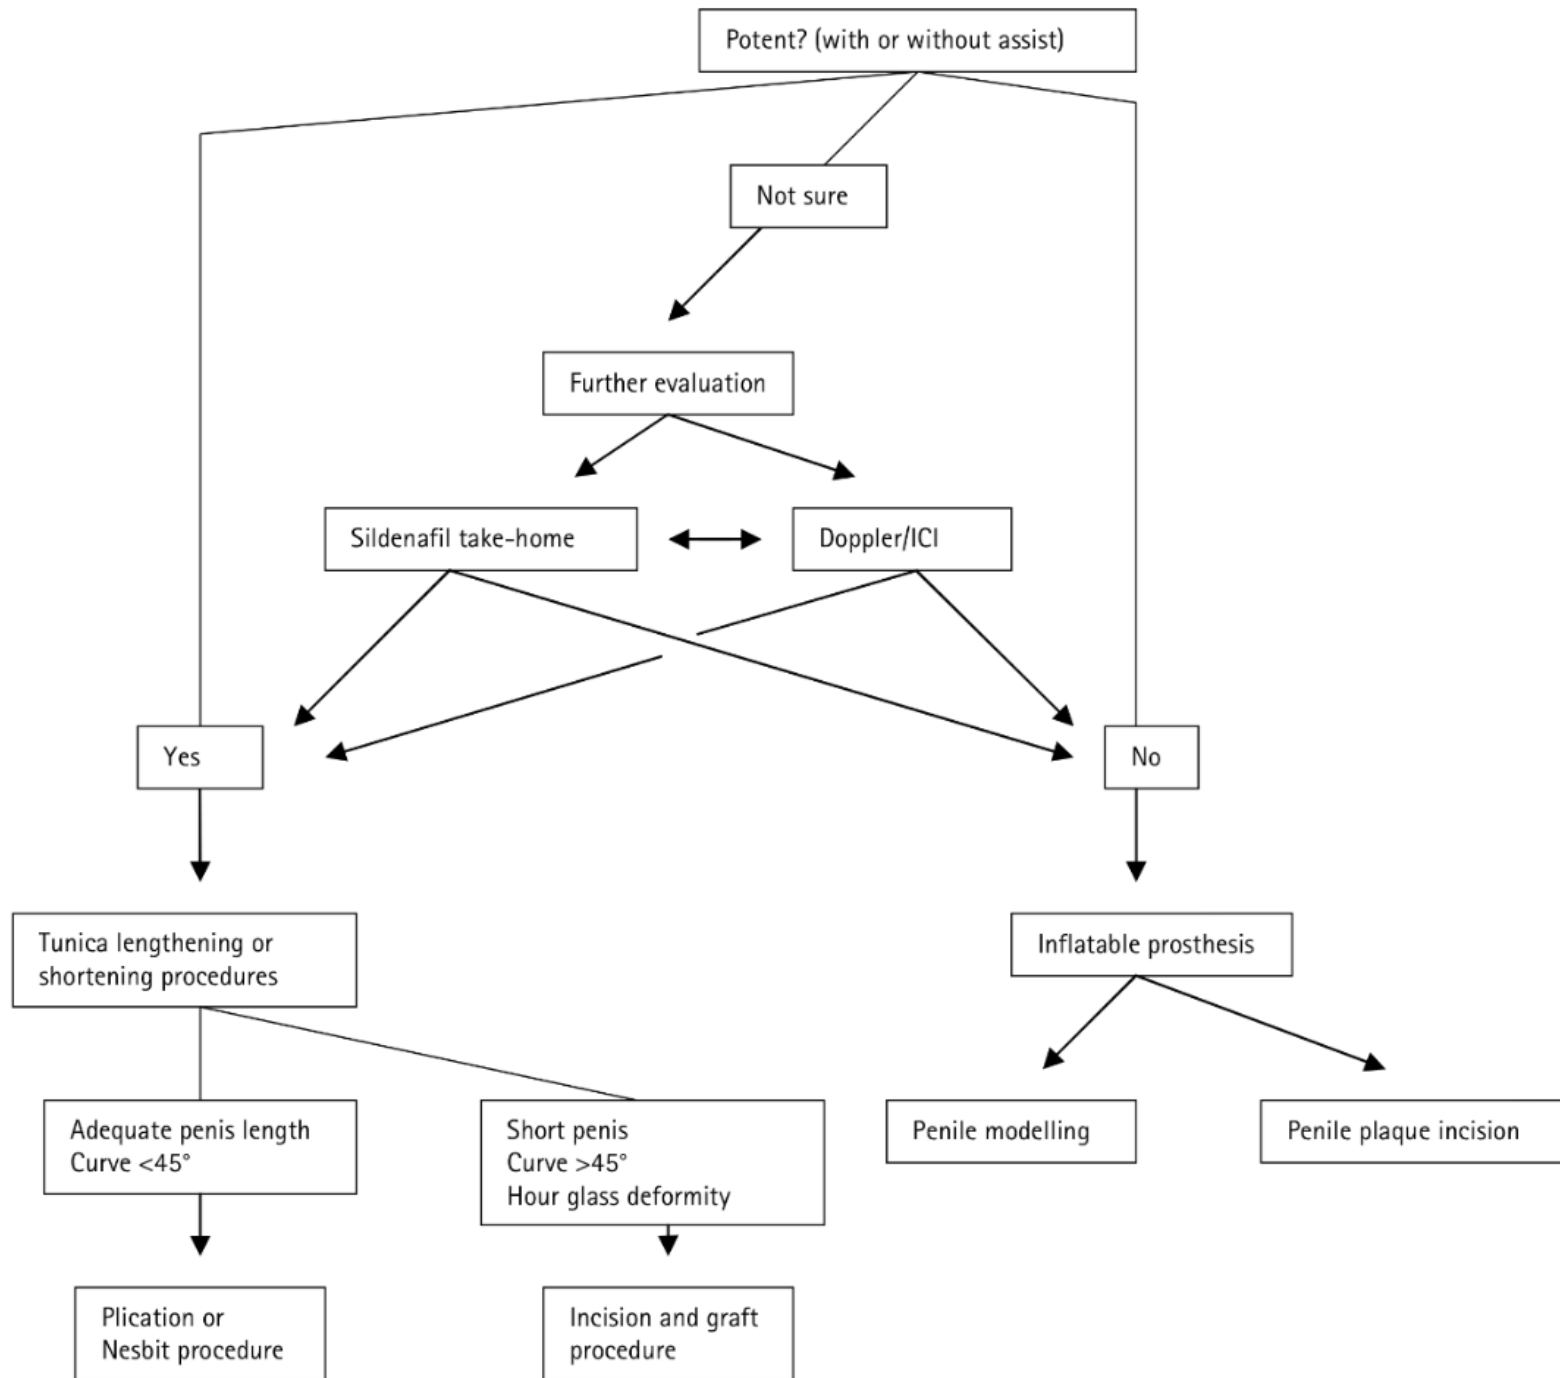 Potent? (with or without assist)
Not sure
Further evaluation
Sildenafil take-home
Doppler/ICI
Yes
No
Tunica lengthening or
shortening procedures
Inflatable prosthesis
Adequate penis length
Curve <45°
Short penis
Curve >45°
Hour glass deformity
Penile modelling
Penile plaque incision
Plication or
Nesbit procedure
Incision and graft
procedure